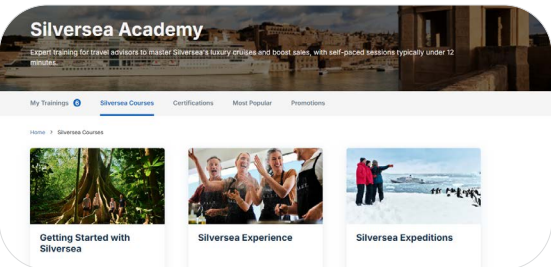 Silversea Academy
Expert training for travel advisors to master Silversea's luxury cruises and boost sales, with self-paced sessions typically under 12
minutes.
My Trainings 6 Silversea Courses Certifications Most Popular Promotions
Home > Silversea Courses
Getting Started with
Silversea
Silversea Experience
Silversea Expeditions